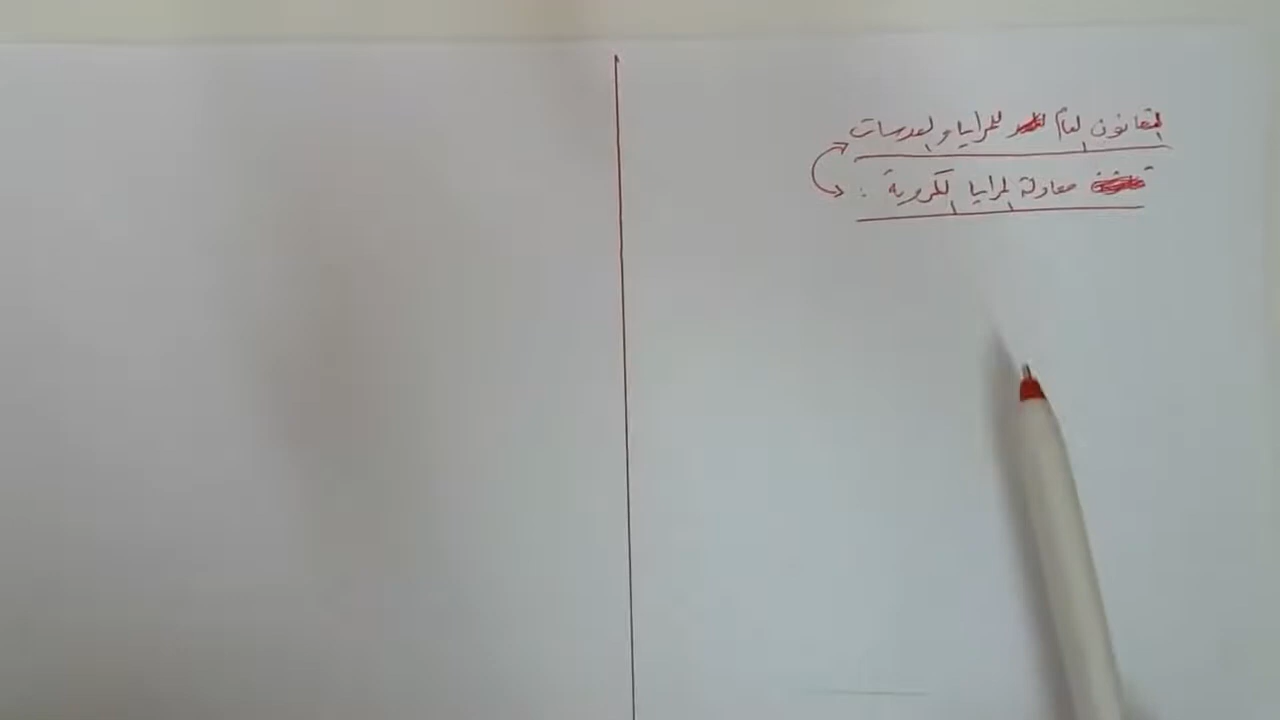 القانون العام للمرايا والعدسات
معادلة المرايا الكروية :